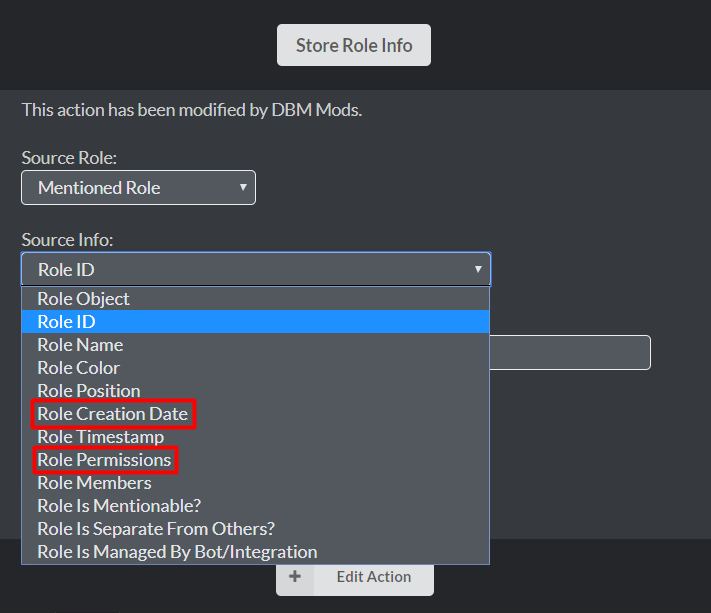 Store Role Info
This action has been modified by DBM Mods.
Source Role:
Mentioned Role
Source Info:
Role ID
Role Object
Role ID
Role Name
Role Color
Role Position
Role Creation Date
Role Timestamp
Role Permissions
Role Members
Role Is Mentionable?
Role Is Separate From Others?
Role Is Managed By Bot/Integration
+ Edit Action